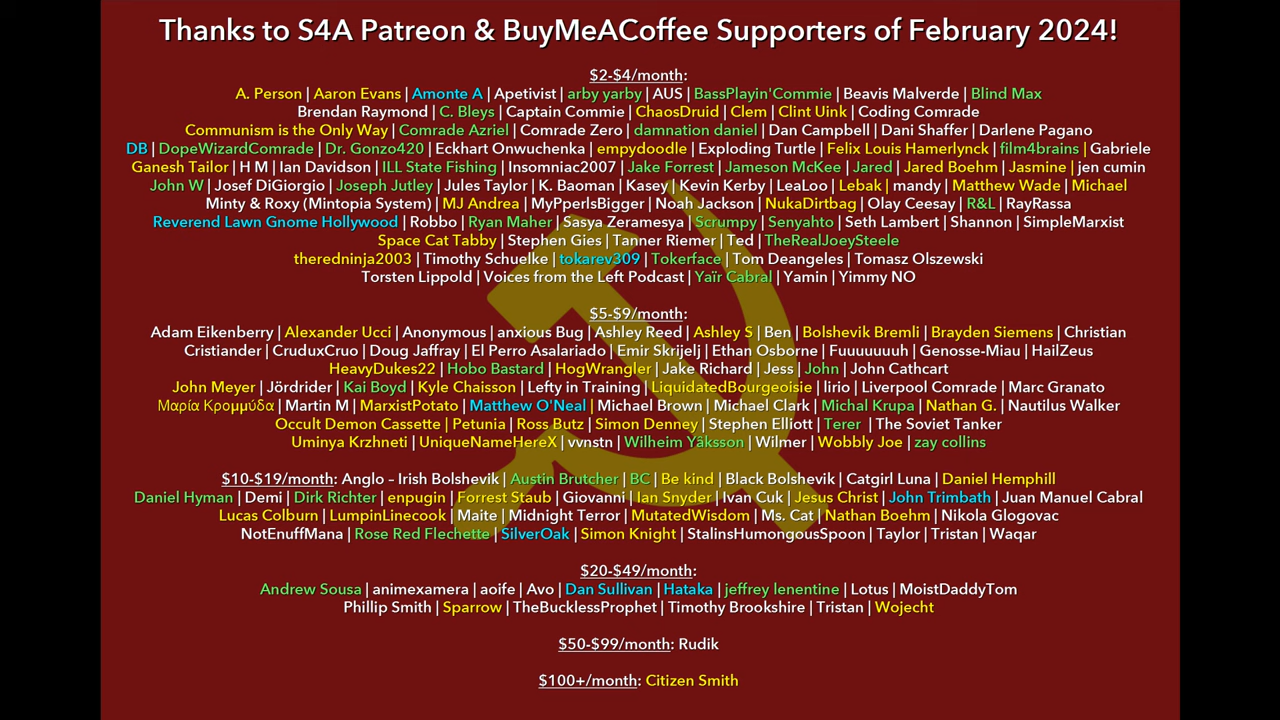 Thanks to S4A Patreon & BuyMeACoffee Supporters of February 2024!
$2-$4/month:
A. Person | Aaron Evans | Amonte A | Apetivist | arby yarby | AUS | BassPlayin'Commie | Beavis Malverde | Blind Max
Brendan Raymond | C. Bleys | Captain Commie | ChaosDruid | Clem | Clint Uink | Coding Comrade
Communism is the Only Way | Comrade Azriel | Comrade Zero | damnation daniel | Dan Campbell | Dani Shaffer | Darlene Pagano
DB | DopeWizardComrade | Dr. Gonzo420 | Eckhart Onwuchenka | empydoodle | Exploding Turtle | Felix Louis Hamerlynck | film4brains | Gabriele
Ganesh Tailor | H M | Ian Davidson | ILL State Fishing | Insomniac2007 | Jake Forrest | Jameson McKee | Jared | Jared Boehm | Jasmine | jen cumin
John W | Josef DiGiorgio | Joseph Jutley | Jules Taylor | K. Baoman | Kasey | Kevin Kerby | LeaLoo | Lebak | mandy | Matthew Wade | Michael
Minty & Roxy (Mintopia System) | MJ Andrea | MyPperIsBigger | Noah Jackson | NukaDirtbag | Olay Ceesay | R&L | RayRassa
Reverend Lawn Gnome Hollywood | Robbo | Ryan Maher | Sasya Zeramesya | Scrumpy | Senyahto | Seth Lambert | Shannon | SimpleMarxist
Space Cat Tabby | Stephen Gies | Tanner Riemer | Ted | TheRealJoeySteele
theredninja2003 | Timothy Schuelke | tokarev309 | Tokerface | Tom Deangeles | Tomasz Olszewski
Torsten Lippold | Voices from the Left Podcast | Yaïr Cabral | Yamin | Yimmy NO
$5-$9/month:
Adam Eikenberry | Alexander Ucci | Anonymous | anxious Bug | Ashley Reed | Ashley S | Ben | Bolshevik Bremli | Brayden Siemens | Christian
Cristiander | CruduxCruo | Doug Jaffray | El Perro Asalariado | Emir Skrijelj | Ethan Osborne | Fuuuuuuuh | Genosse-Miau | HailZeus
HeavyDukes22 | Hobo Bastard | HogWrangler | Jake Richard | Jess | John | John Cathcart
John Meyer | Jördrider | Kai Boyd | Kyle Chaisson | Lefty in Training | LiquidatedBourgeoisie | lirio | Liverpool Comrade | Marc Granato
Μαρία Κρομμύδα | Martin M | MarxistPotato | Matthew O'Neal | Michael Brown | Michael Clark | Michal Krupa | Nathan G. | Nautilus Walker
Occult Demon Cassette | Petunia | Ross Butz | Simon Denney | Stephen Elliott | Terer | The Soviet Tanker
Uminya Krzhneti | UniqueNameHereX | vvnstn | Wilheim Yâksson | Wilmer | Wobbly Joe | zay collins
$10-$19/month: Anglo – Irish Bolshevik | Austin Brutcher | BC | Be kind | Black Bolshevik | Catgirl Luna | Daniel Hemphill
Daniel Hyman | Demi | Dirk Richter | enpugin | Forrest Staub | Giovanni | Ian Snyder | Ivan Cuk | Jesus Christ | John Trimbath | Juan Manuel Cabral
Lucas Colburn | LumpinLinecook | Maite | Midnight Terror | MutatedWisdom | Ms. Cat | Nathan Boehm | Nikola Glogovac
NotEnuffMana | Rose Red Flechette | SilverOak | Simon Knight | StalinsHumongousSpoon | Taylor | Tristan | Waqar
$20-$49/month:
Andrew Sousa | animexamera | aoife | Avo | Dan Sullivan | Hataka | jeffrey lenentine | Lotus | MoistDaddyTom
Phillip Smith | Sparrow | TheBucklessProphet | Timothy Brookshire | Tristan | Wojecht
$50-$99/month: Rudik
$100+/month: Citizen Smith